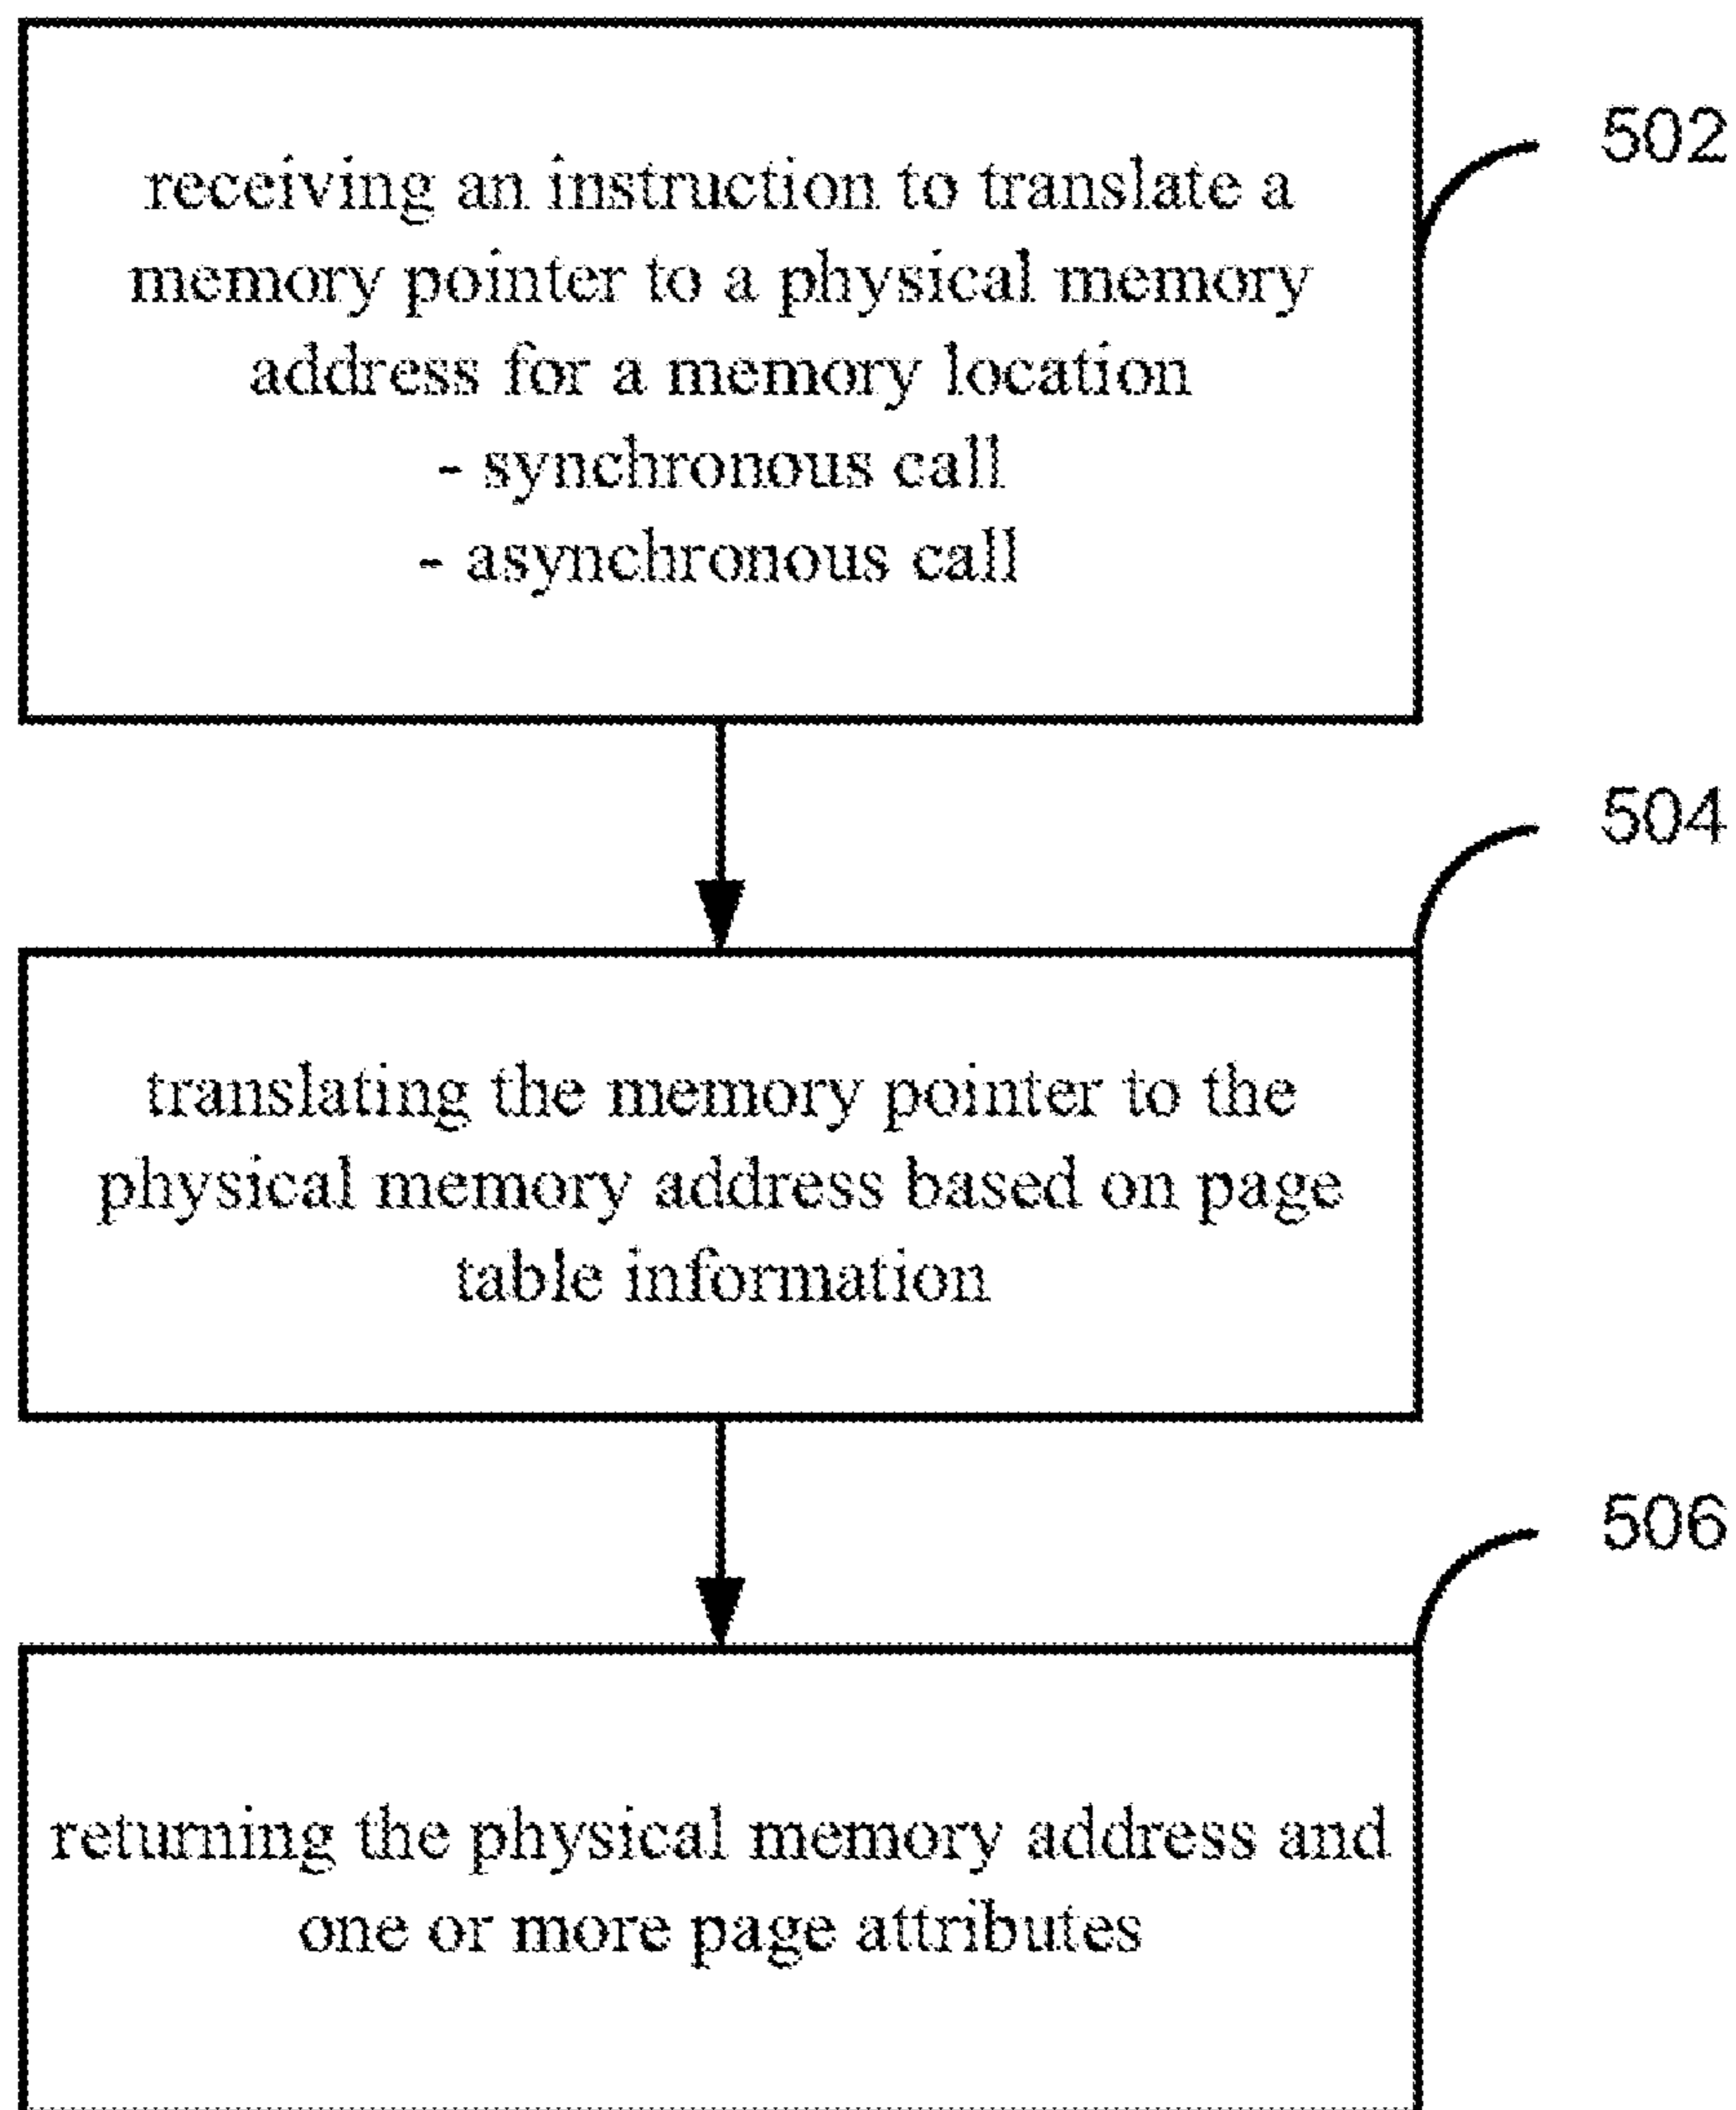 502
receiving an instruction to translate a
memory pointer to a physical memory
address for a memory location
- synchronous call
- asynchronous call
504
translating the memory pointer to the
physical memory address based on page
table information
506
returning the physical memory address and
one or more page attributes